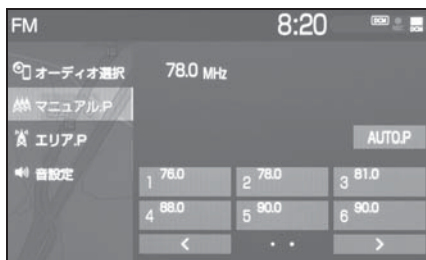 FM 8:20 DCM DCM
オーディオ選択 78.0 MHz
マニュアル.P
エリア.P AUTO.P
音設定
1 76.0 2 78.0 3 81.0
4 88.0 5 90.0 6 90.0
< · · >